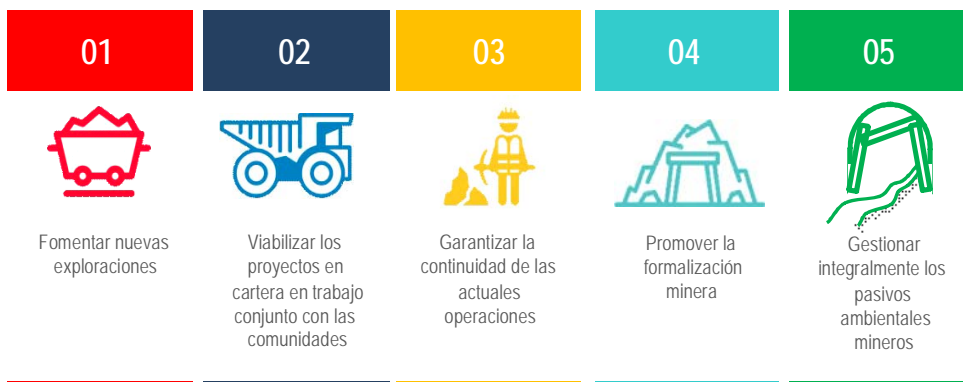 01
Fomentar nuevas
exploraciones
02
Viabilizar los
proyectos en
cartera en trabajo
conjunto con las
comunidades
03
Garantizar la
continuidad de las
actuales
operaciones
04
Promover la
formalización
minera
05
Gestionar
integralmente los
pasivos
ambientales
mineros